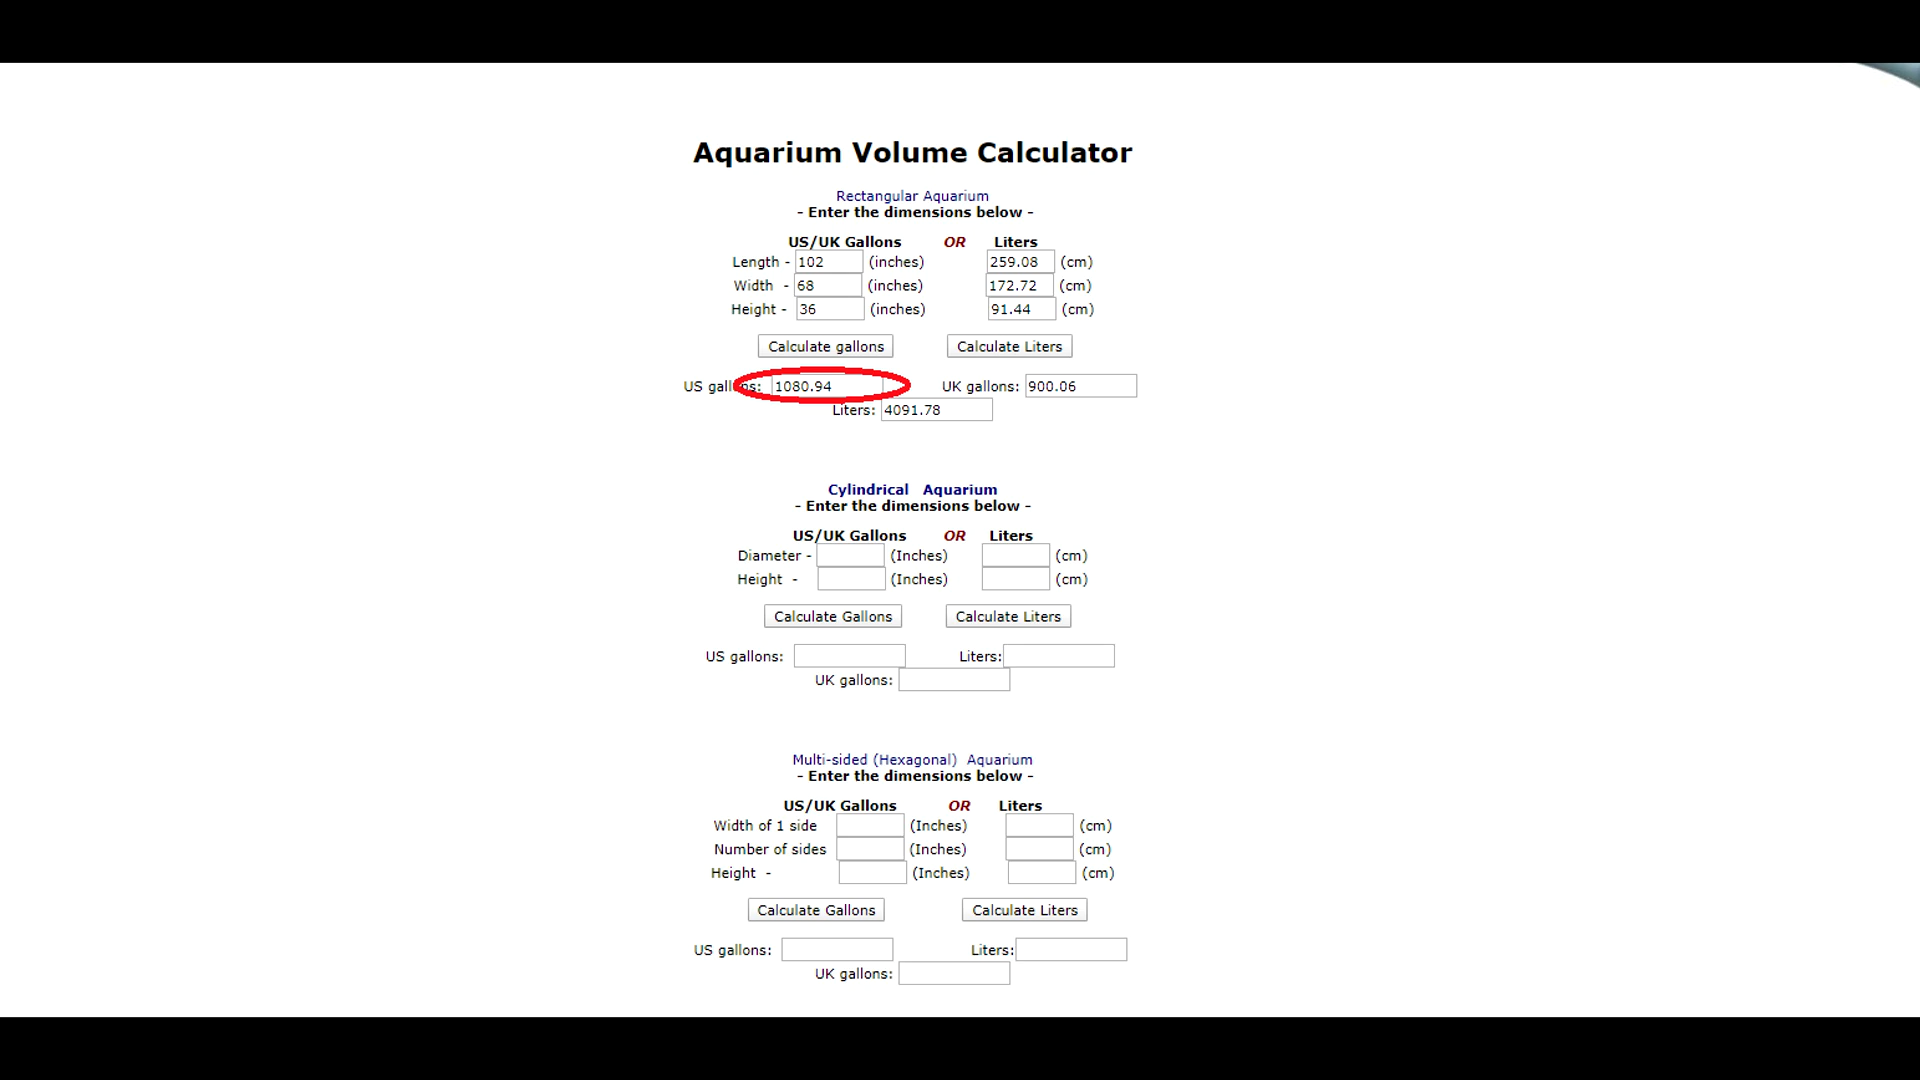 Aquarium Volume Calculator
Rectangular Aquarium
- Enter the dimensions below -
US/UK Gallons OR Liters
Length - 102 (inches) 259.08 (cm)
Width - 68 (inches) 172.72 (cm)
Height - 36 (inches) 91.44 (cm)
Calculate gallons Calculate Liters
US gallons: 1080.94 UK gallons: 900.06
Liters: 4091.78
Cylindrical Aquarium
- Enter the dimensions below -
US/UK Gallons OR Liters
Diameter - (Inches) (cm)
Height - (Inches) (cm)
Calculate Gallons Calculate Liters
US gallons: Liters:
UK gallons:
Multi-sided (Hexagonal) Aquarium
- Enter the dimensions below -
US/UK Gallons OR Liters
Width of 1 side (Inches) (cm)
Number of sides (Inches) (cm)
Height - (Inches) (cm)
Calculate Gallons Calculate Liters
US gallons: Liters:
UK gallons: